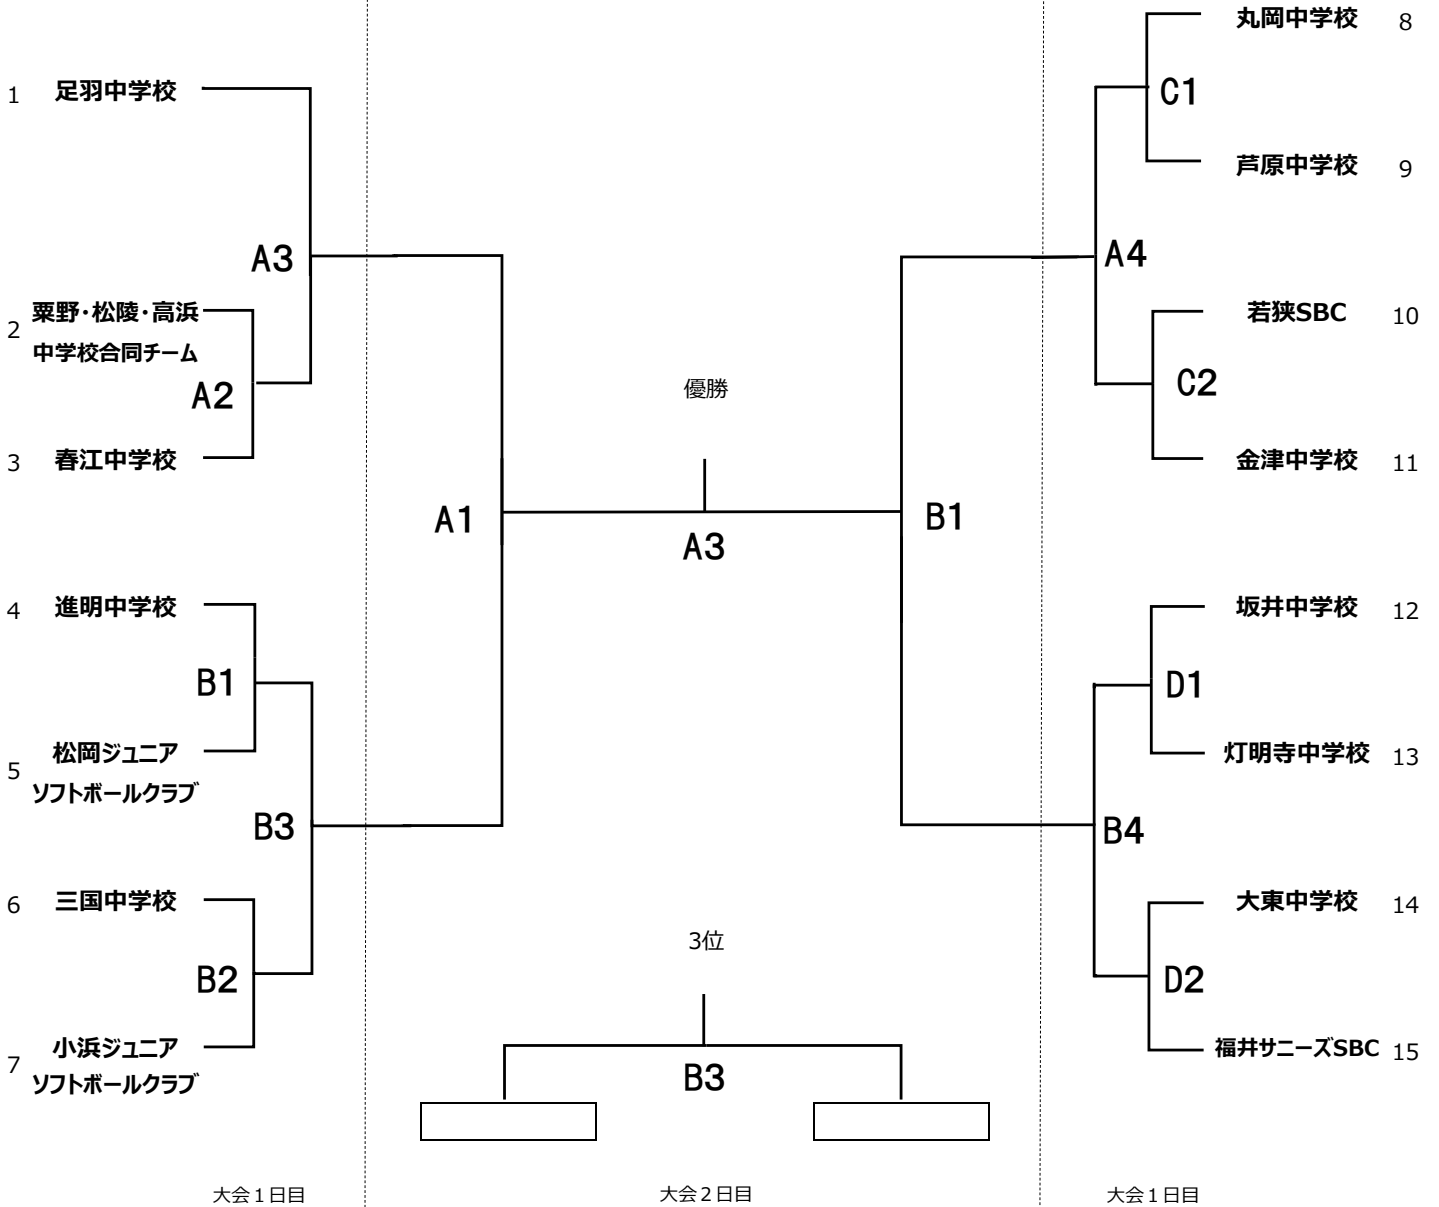 1 足羽中学校
A3
2 粟野・松陵・高浜
中学校合同チーム
A2
3 春江中学校
4 進明中学校
B1
5 松岡ジュニア
ソフトボールクラブ
B3
6 三国中学校
B2
7 小浜ジュニア
ソフトボールクラブ
大会1日目
A1
優勝
A3
B1
3位
B3
大会2日目
丸岡中学校 8
C1
芦原中学校 9
A4
若狭SBC 10
C2
金津中学校 11
坂井中学校 12
D1
灯明寺中学校 13
B4
大東中学校 14
D2
福井サニーズSBC 15
大会1日目